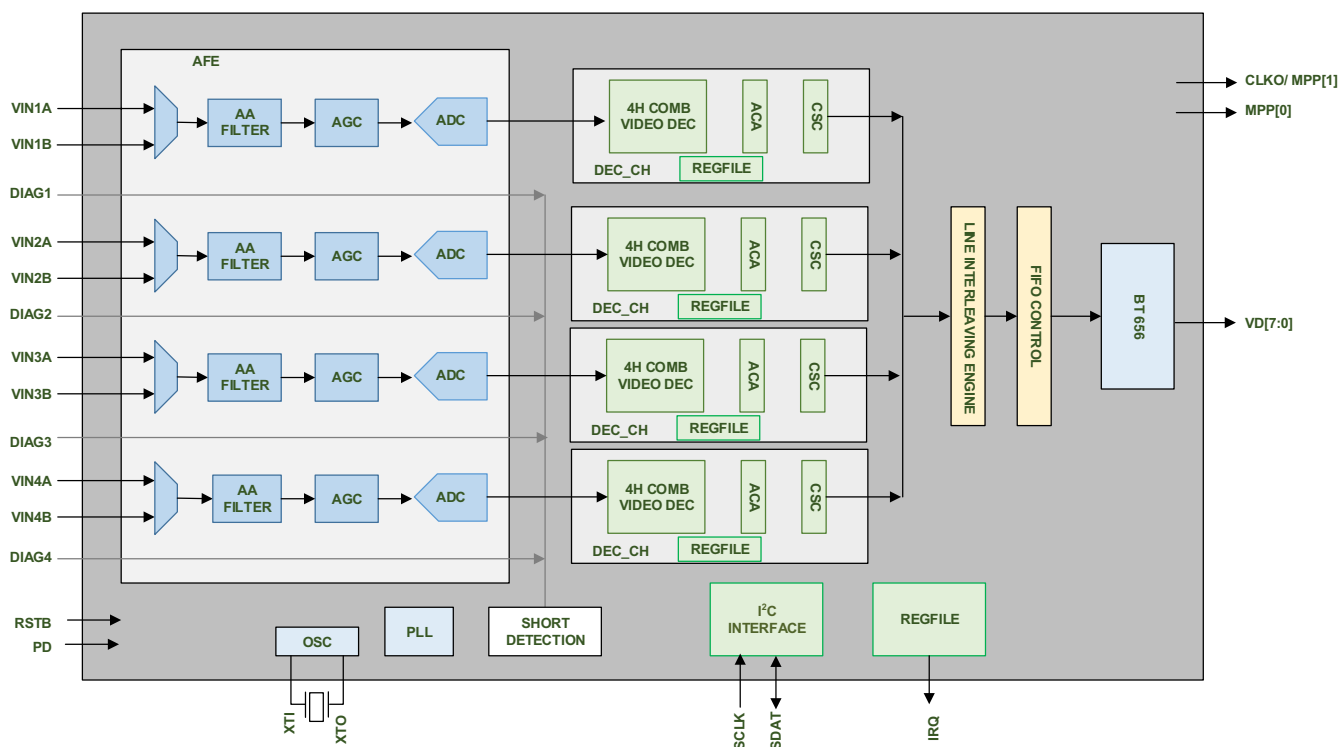 AFE
CLKO/ MPP[1]
MPP[0]
VIN1A
VIN1B
AA
FILTER
AGC
ADC
4H COMB
VIDEO DEC
ACA
CSC
DEC_CH
REGFILE
DIAG1
VIN2A
VIN2B
AA
FILTER
AGC
ADC
4H COMB
VIDEO DEC
ACA
CSC
DEC_CH
REGFILE
DIAG2
VIN3A
VIN3B
AA
FILTER
AGC
ADC
4H COMB
VIDEO DEC
ACA
CSC
DEC_CH
REGFILE
DIAG3
VIN4A
VIN4B
AA
FILTER
AGC
ADC
4H COMB
VIDEO DEC
ACA
CSC
DEC_CH
REGFILE
DIAG4
LINE INTERLEAVING ENGINE
FIFO CONTROL
BT 656
VD[7:0]
RSTB
PD
OSC
PLL
SHORT
DETECTION
I²C
INTERFACE
REGFILE
XTI
XTO
SCLK
SDAT
IRQ